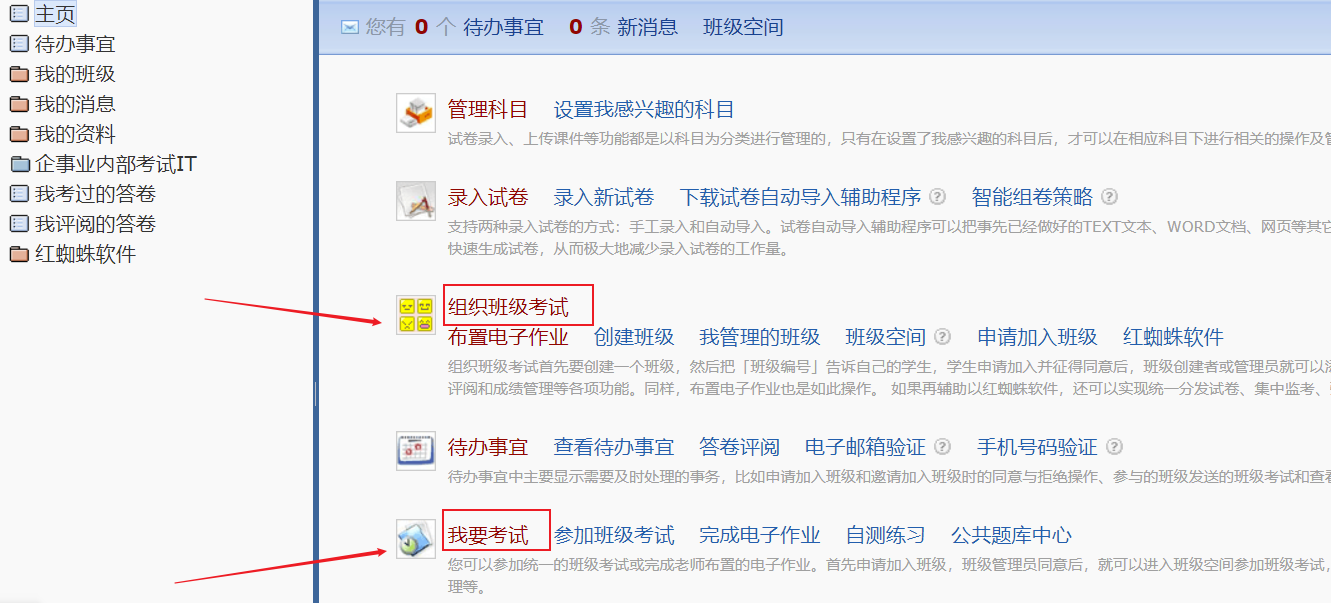 主页
待办事宜
我的班级
我的消息
我的资料
企事业内部考试IT
我考过的答卷
我评阅的答卷
红蜘蛛软件
您有 0 个 待办事宜 0 条 新消息 班级空间
管理科目 设置我感兴趣的科目
试卷录入、上传课件等功能都是以科目为分类进行管理的，只有在设置了我感兴趣的科目后，才可以在相应科目下进行相关的操作及管
录入试卷 录入新试卷 下载试卷自动导入辅助程序 ? 智能组卷策略 ?
支持两种录入试卷的方式：手工录入和自动导入。试卷自动导入辅助程序可以把事先已经做好的TEXT文本、WORD文档、网页等其它
快速生成试卷，从而极大地减少录入试卷的工作量。
组织班级考试
布置电子作业 创建班级 我管理的班级 班级空间 ? 申请加入班级 红蜘蛛软件
组织班级考试首先要创建一个班级，然后把「班级编号」告诉自己的学生，学生申请加入并征得同意后，班级创建者或管理员就可以
评阅和成绩管理等各项功能。同样，布置电子作业也是如此操作。 如果再辅助以红蜘蛛软件，还可以实现统一分发试卷、集中监考、
待办事宜 查看待办事宜 答卷评阅 电子邮箱验证 ? 手机号码验证 ?
待办事宜中主要显示需要及时处理的事务，比如申请加入班级和邀请加入班级时的同意与拒绝操作、参与的班级发送的班级考试和查看
我要考试 参加班级考试 完成电子作业 自测练习 公共题库中心
您可以参加统一的班级考试或完成老师布置的电子作业。首先申请加入班级，班级管理员同意后，就可以进入班级空间参加班级考试，
理等。